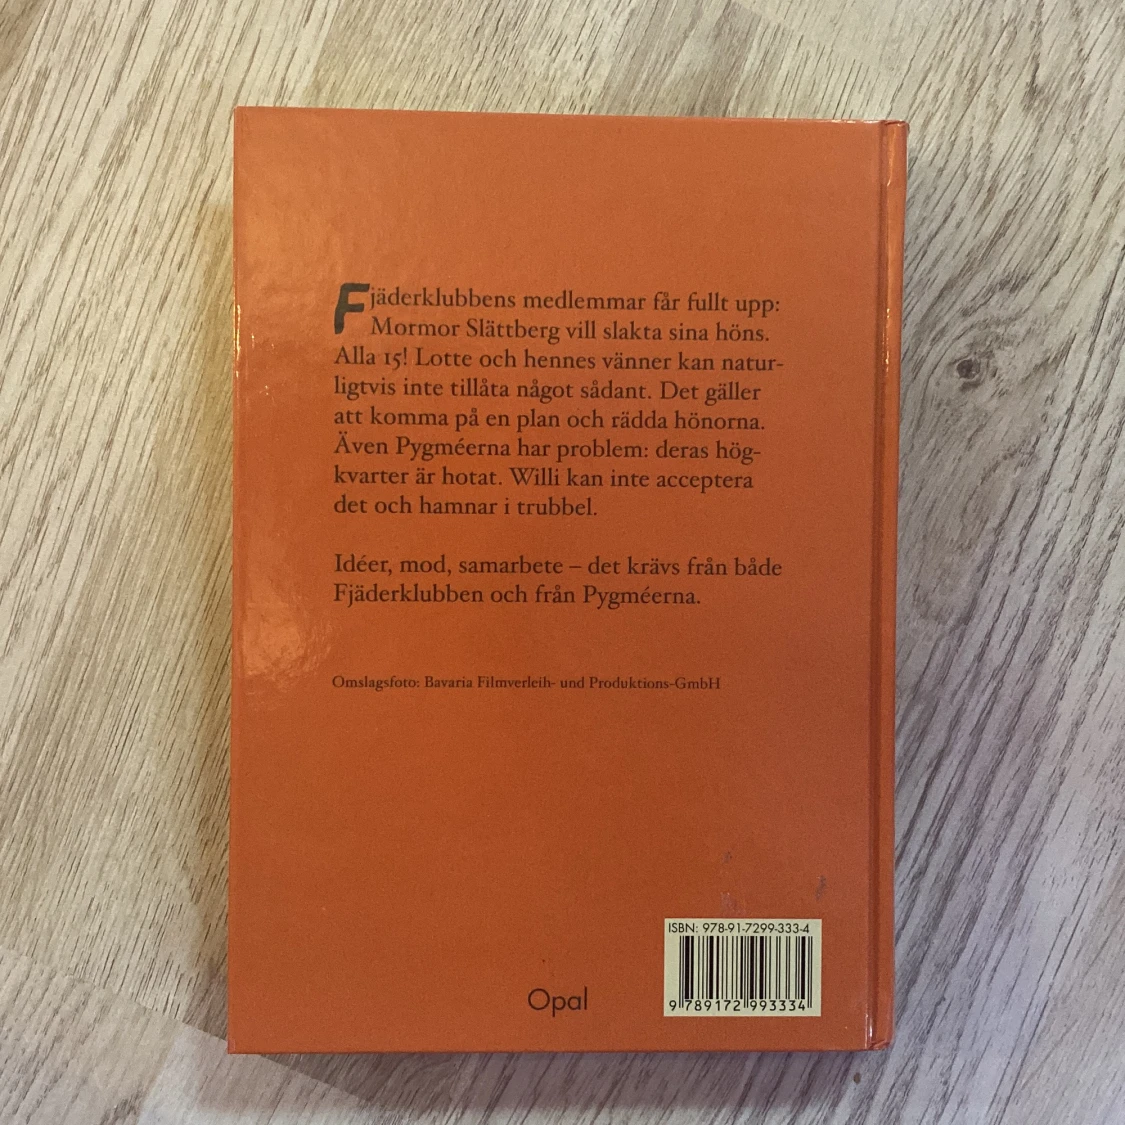 Fjäderklubbens medlemmar får fullt upp:
Mormor Slättberg vill slakta sina höns.
Alla 15! Lotte och hennes vänner kan natur-
ligtvis inte tillåta något sådant. Det gäller
att komma på en plan och rädda hönorna.
Även Pygméerna har problem: deras hög-
kvarter är hotat. Willi kan inte acceptera
det och hamnar i trubbel.
Idéer, mod, samarbete – det krävs från både
Fjäderklubben och från Pygméerna.
Omslagsfoto: Bavaria Filmverleih- und Produktions-GmbH
ISBN: 978-91-7299-333-4
9 789172 993334
Opal